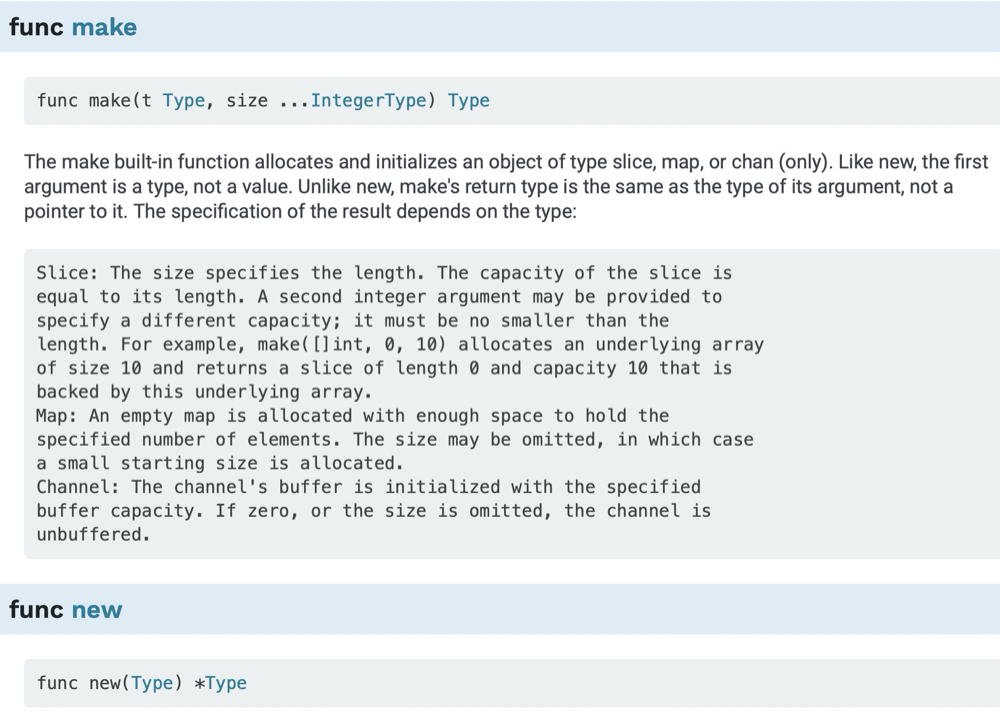 func make
func make(t Type, size ...IntegerType) Type
The make built-in function allocates and initializes an object of type slice, map, or chan (only). Like new, the first
argument is a type, not a value. Unlike new, make's return type is the same as the type of its argument, not a
pointer to it. The specification of the result depends on the type:
Slice: The size specifies the length. The capacity of the slice is
equal to its length. A second integer argument may be provided to
specify a different capacity; it must be no smaller than the
length. For example, make([]int, 0, 10) allocates an underlying array
of size 10 and returns a slice of length 0 and capacity 10 that is
backed by this underlying array.
Map: An empty map is allocated with enough space to hold the
specified number of elements. The size may be omitted, in which case
a small starting size is allocated.
Channel: The channel's buffer is initialized with the specified
buffer capacity. If zero, or the size is omitted, the channel is
unbuffered.
func new
func new(Type) *Type